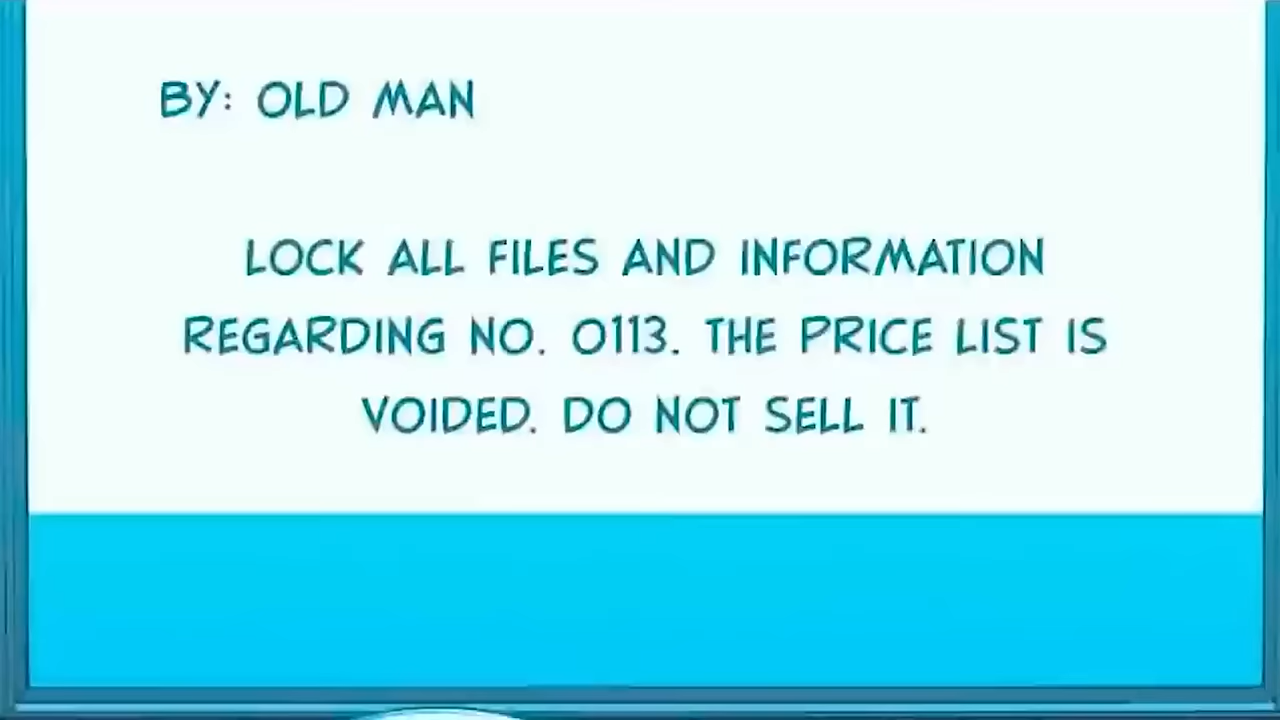 BY: OLD MAN
LOCK ALL FILES AND INFORMATION
REGARDING NO. 0113. THE PRICE LIST IS
VOIDED. DO NOT SELL IT.